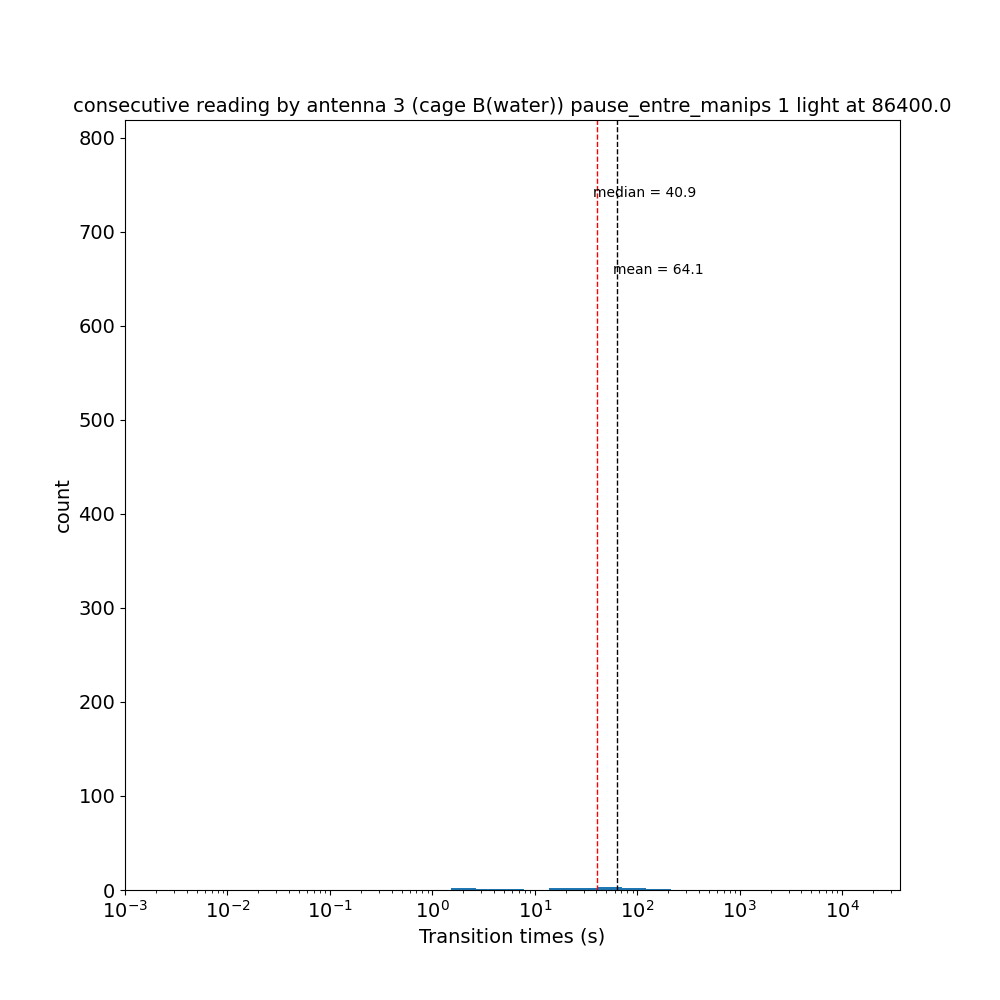 consecutive reading by antenna 3 (cage B(water)) pause_entre_manips 1 light at 86400.0
800
median = 40.9
700
mean = 64.1
600
500
400
count
300
200
100
0
10⁻³ 10⁻² 10⁻¹ 10⁰ 10¹ 10² 10³ 10⁴
Transition times (s)